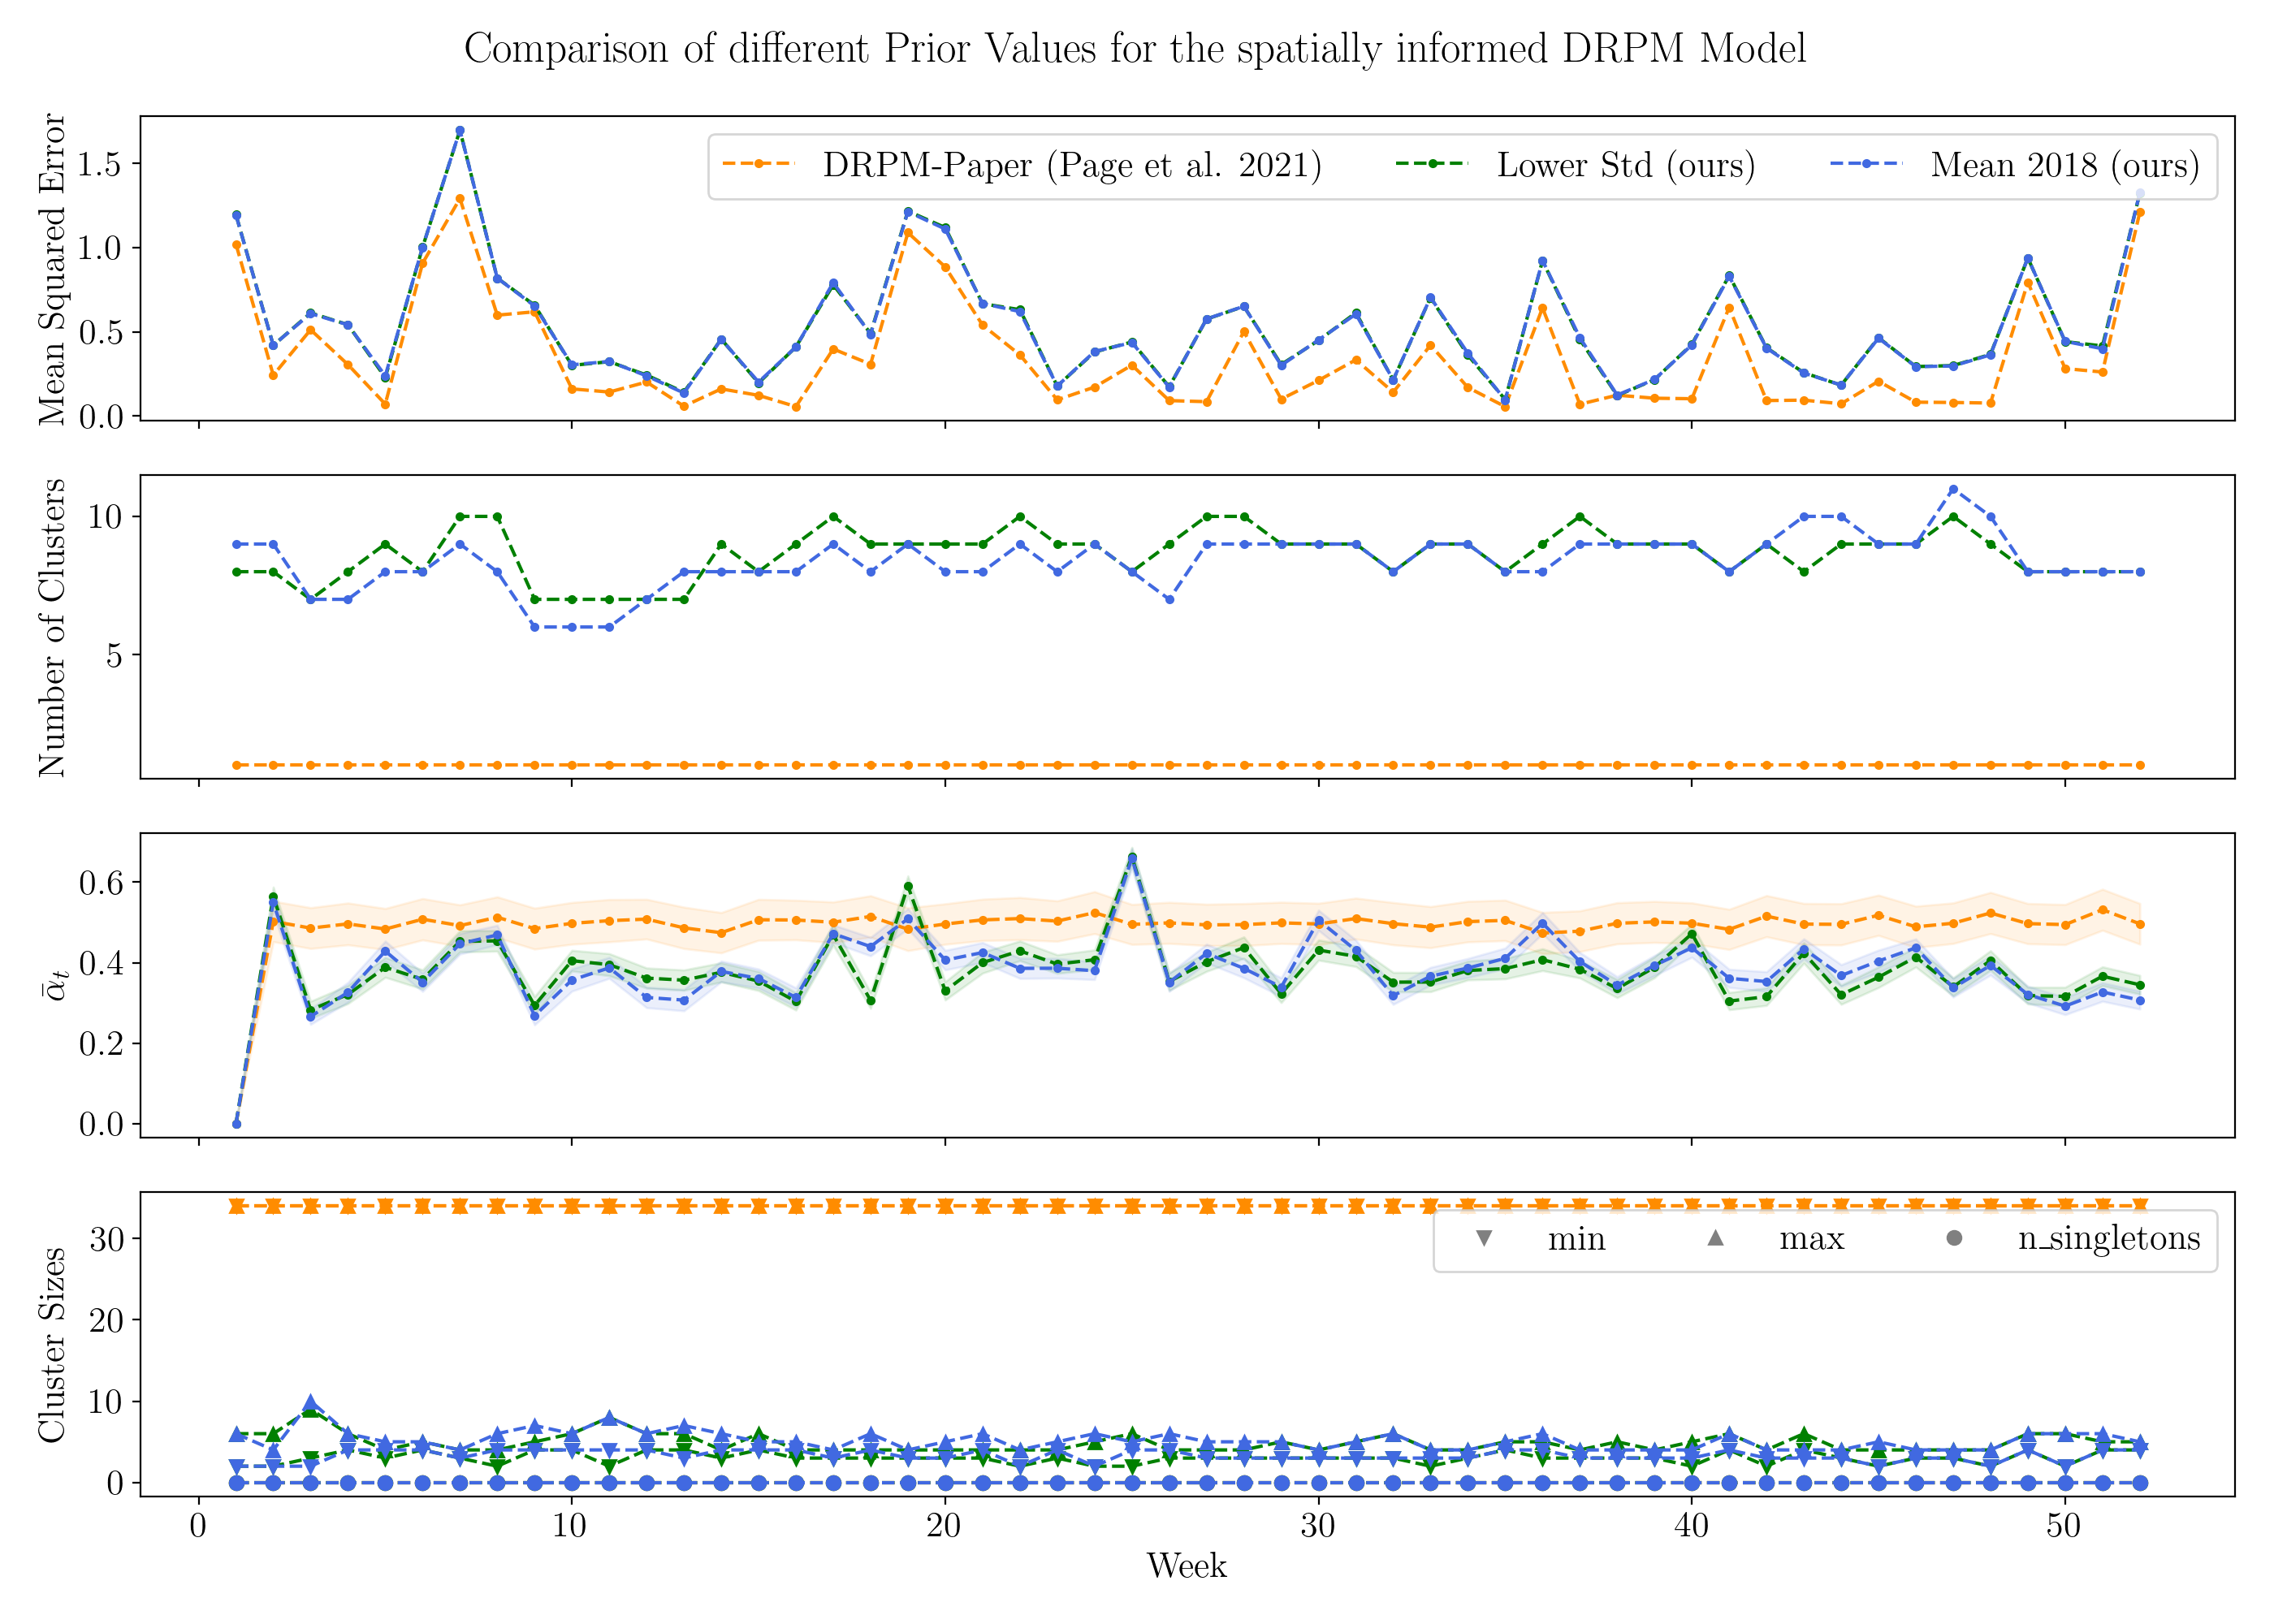 Comparison of different Prior Values for the spatially informed DRPM Model
Mean Squared Error
1.5
1.0
0.5
0.0
DRPM-Paper (Page et al. 2021) Lower Std (ours) Mean 2018 (ours)
Number of Clusters
10
5
ᾱₜ
0.6
0.4
0.2
0.0
Cluster Sizes
30
20
10
0
min max n_singletons
0 10 20 30 40 50
Week